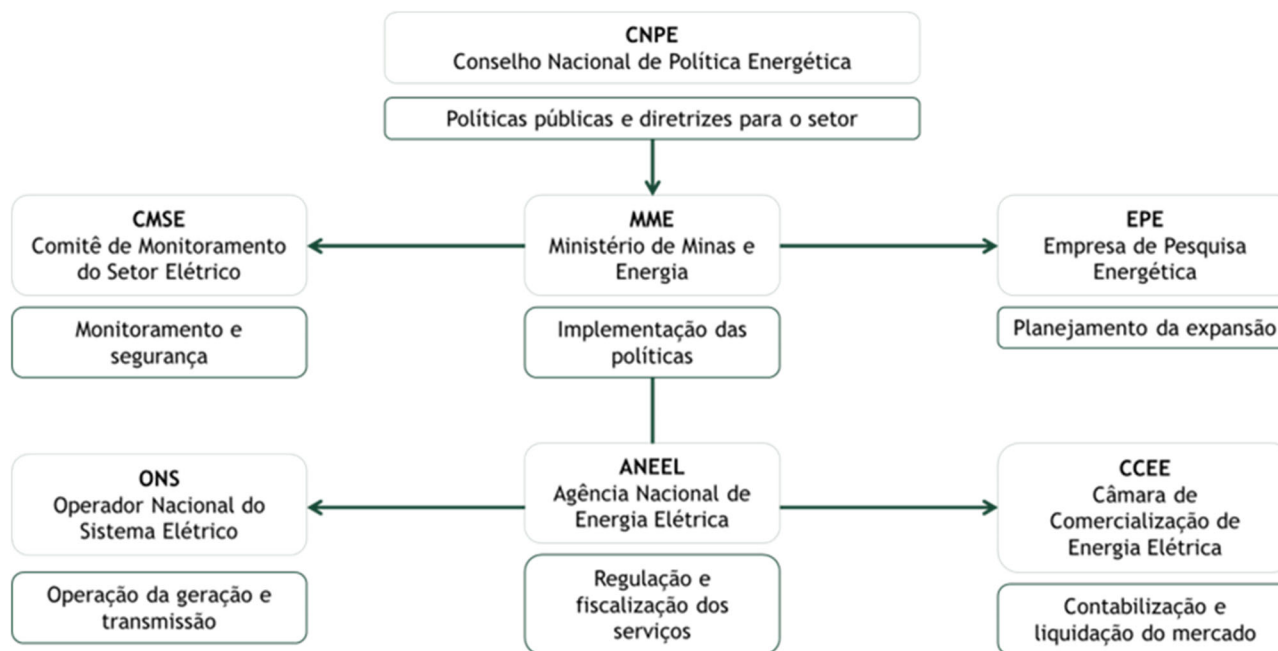 CNPE
Conselho Nacional de Política Energética
Políticas públicas e diretrizes para o setor
CMSE
Comitê de Monitoramento
do Setor Elétrico
Monitoramento e
segurança
MME
Ministério de Minas e
Energia
Implementação das
políticas
EPE
Empresa de Pesquisa
Energética
Planejamento da expansão
ONS
Operador Nacional do
Sistema Elétrico
Operação da geração e
transmissão
ANEEL
Agência Nacional de
Energia Elétrica
Regulação e
fiscalização dos
serviços
CCEE
Câmara de
Comercialização de
Energia Elétrica
Contabilização e
liquidação do mercado